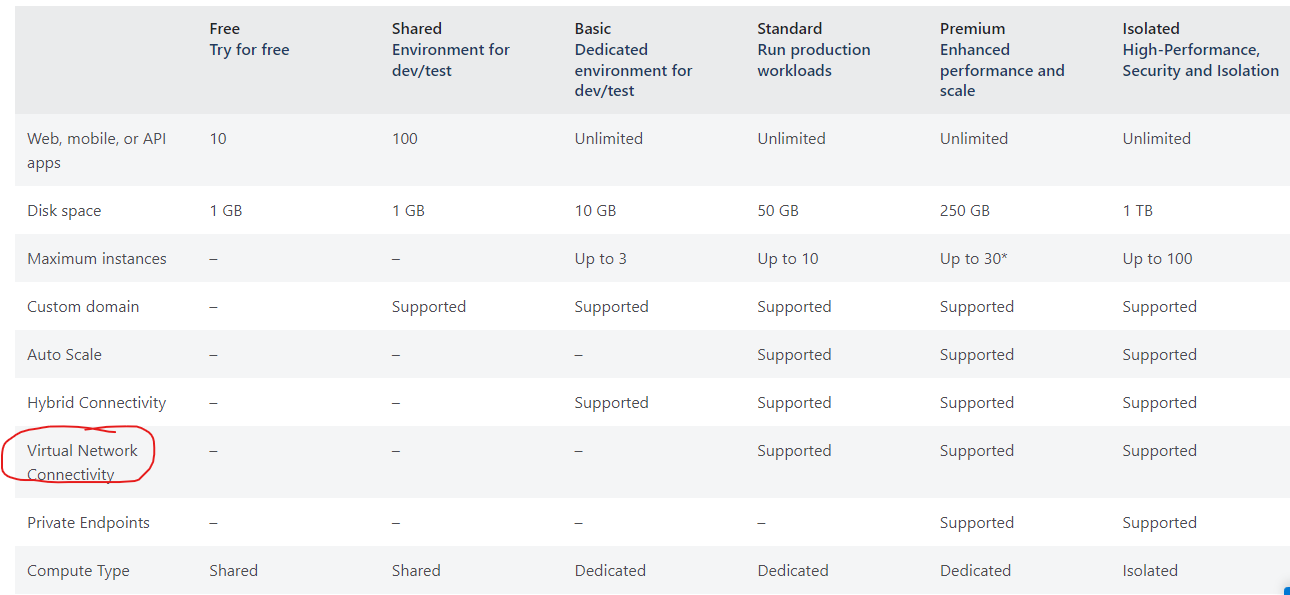 Free Shared Basic Standard Premium Isolated
Try for free Environment for Dedicated Run production Enhanced High-Performance,
dev/test environment for workloads performance and Security and Isolation
dev/test scale
Web, mobile, or API 10 100 Unlimited Unlimited Unlimited Unlimited
apps
Disk space 1 GB 1 GB 10 GB 50 GB 250 GB 1 TB
Maximum instances – – Up to 3 Up to 10 Up to 30* Up to 100
Custom domain – Supported Supported Supported Supported Supported
Auto Scale – – – Supported Supported Supported
Hybrid Connectivity – – Supported Supported Supported Supported
Virtual Network – – – Supported Supported Supported
Connectivity
Private Endpoints – – – – Supported Supported
Compute Type Shared Shared Dedicated Dedicated Dedicated Isolated